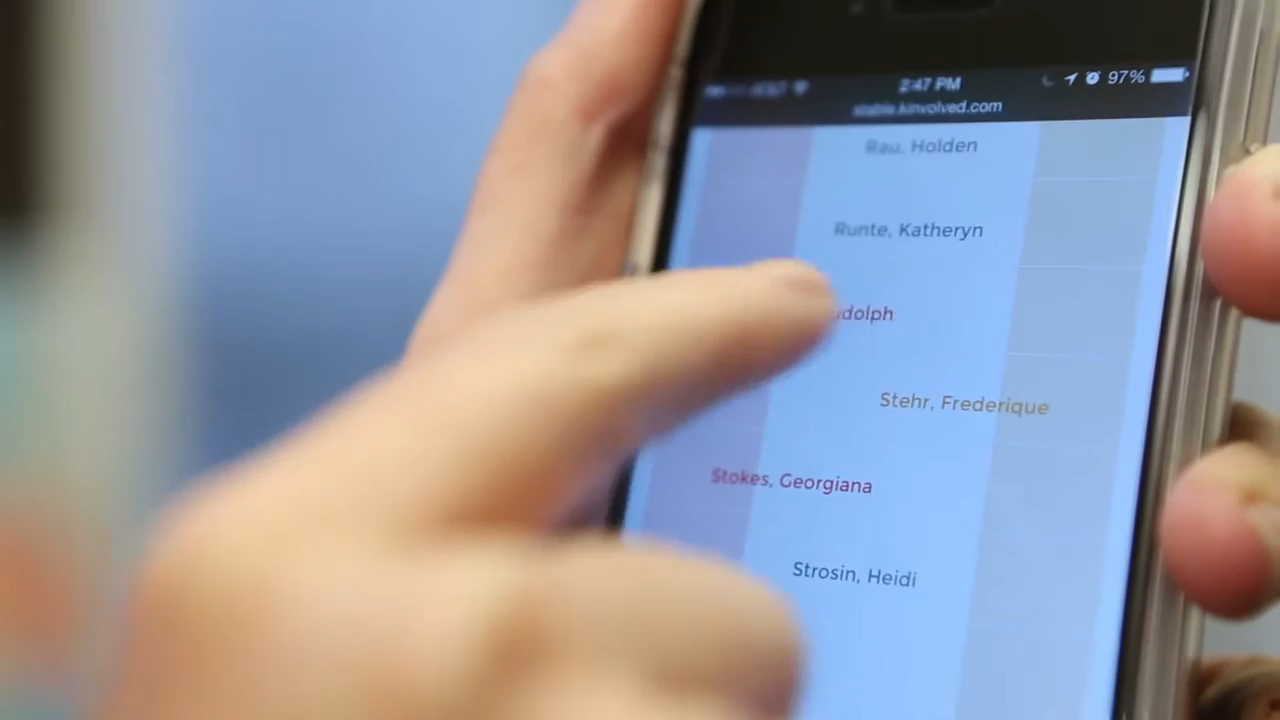 2:47 PM 97%
stable.kinvolved.com
Rau, Holden
Runte, Katheryn
dolph
Stehr, Frederique
Stokes, Georgiana
Strosin, Heidi